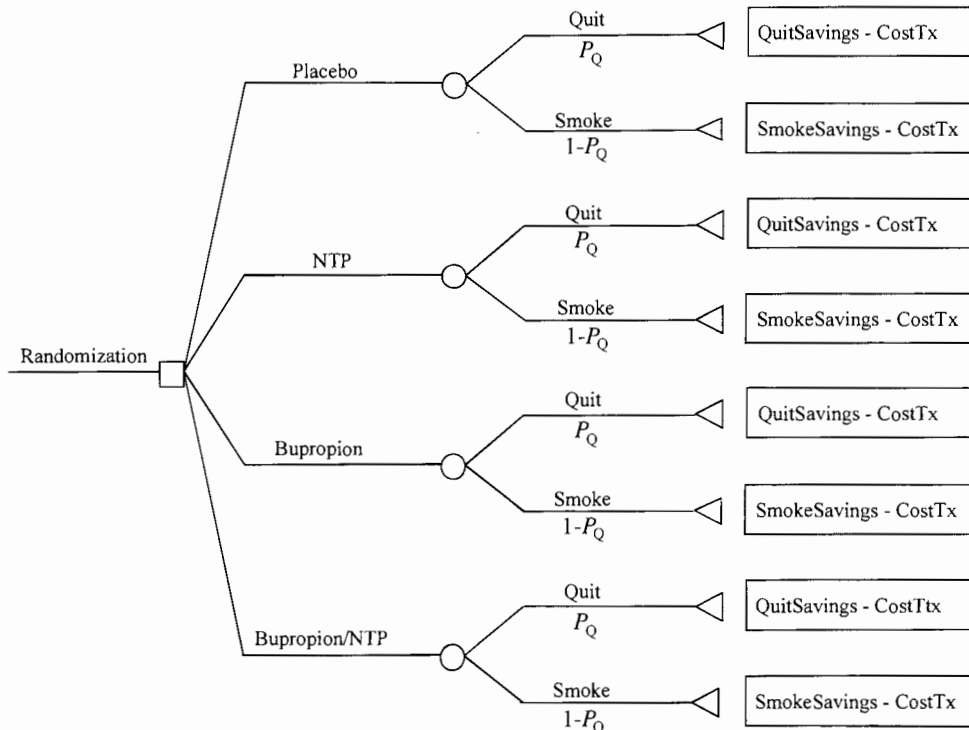 Quit
P_Q
QuitSavings - CostTx
Placebo
Smoke
1-P_Q
SmokeSavings - CostTx
Quit
P_Q
QuitSavings - CostTx
NTP
Smoke
1-P_Q
SmokeSavings - CostTx
Randomization
Quit
P_Q
QuitSavings - CostTx
Bupropion
Smoke
1-P_Q
SmokeSavings - CostTx
Quit
P_Q
QuitSavings - CostTtx
Bupropion/NTP
Smoke
1-P_Q
SmokeSavings - CostTx